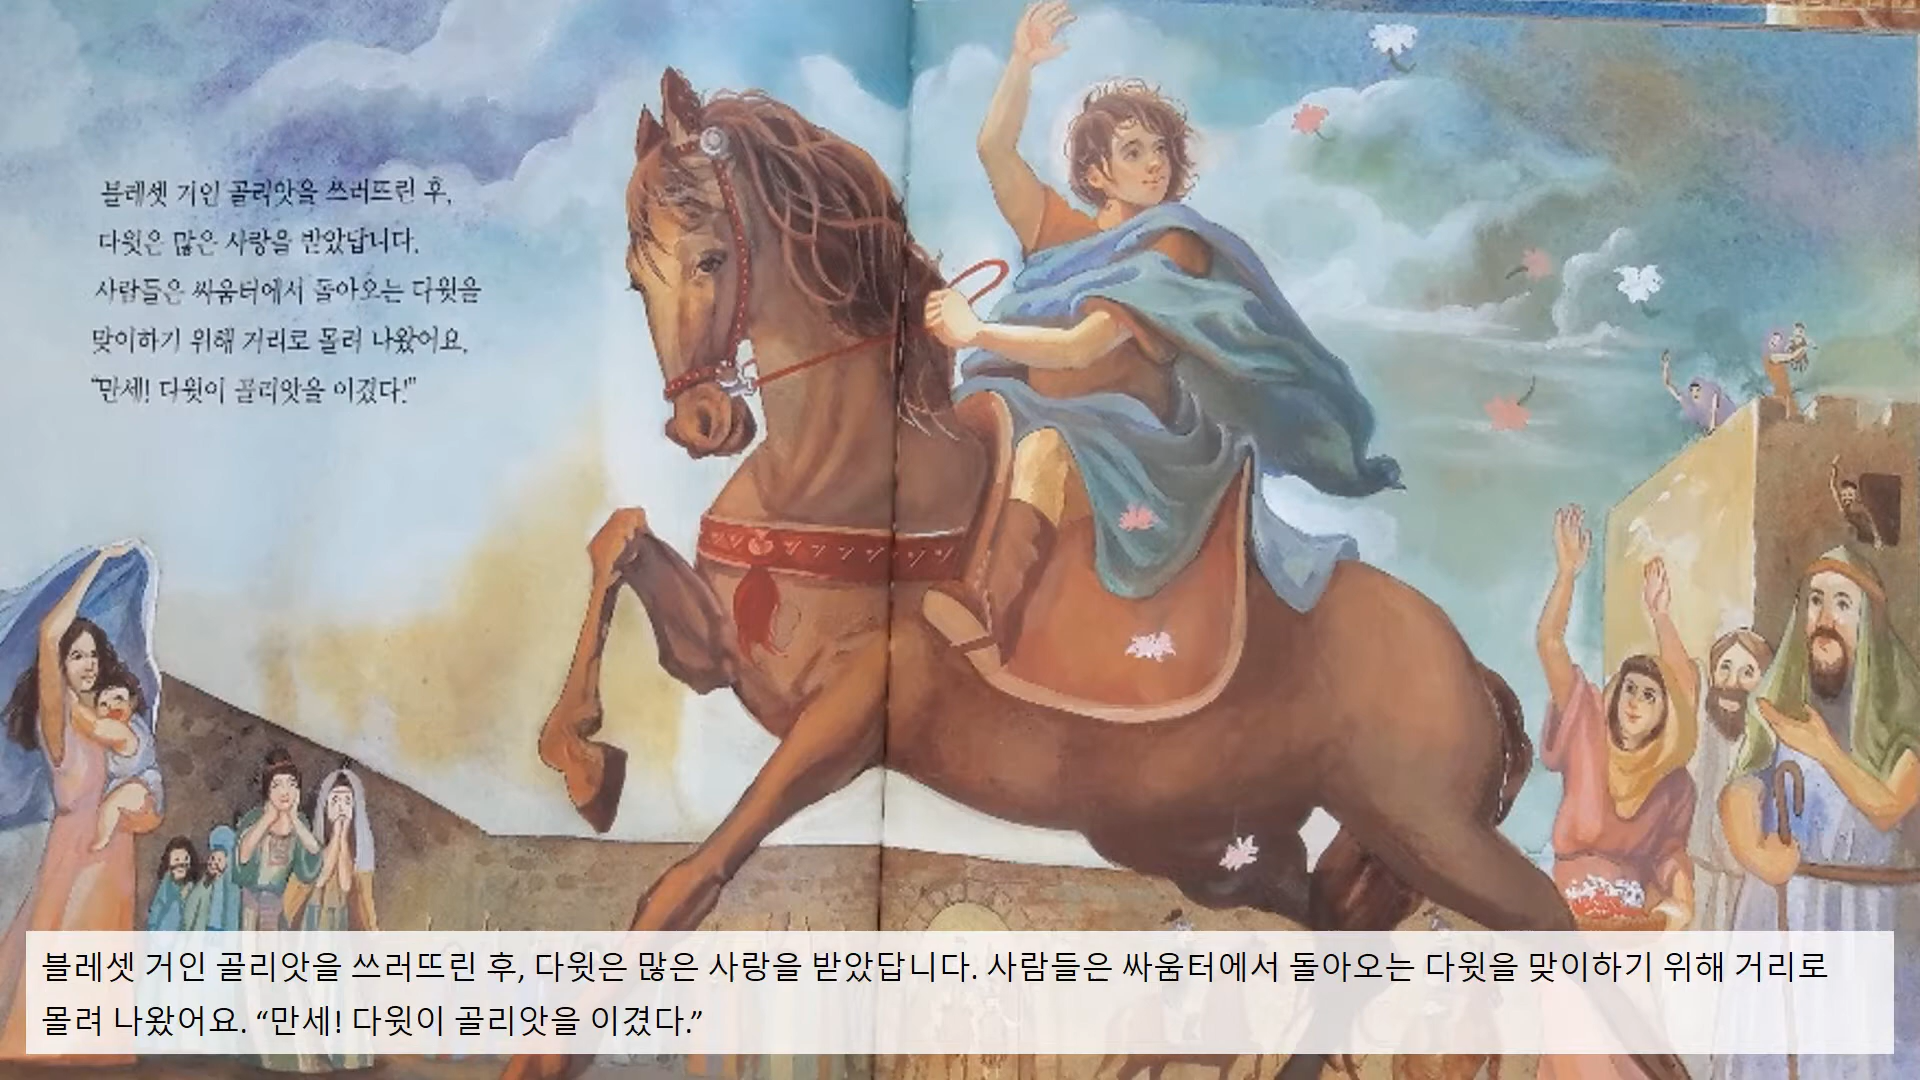 블레셋 거인 골리앗을 쓰러뜨린 후,
다윗은 많은 사랑을 받았답니다.
사람들은 싸움터에서 돌아오는 다윗을
맞이하기 위해 거리로 몰려 나왔어요.
“만세! 다윗이 골리앗을 이겼다!”
블레셋 거인 골리앗을 쓰러뜨린 후, 다윗은 많은 사랑을 받았답니다. 사람들은 싸움터에서 돌아오는 다윗을 맞이하기 위해 거리로
몰려 나왔어요. “만세! 다윗이 골리앗을 이겼다.”